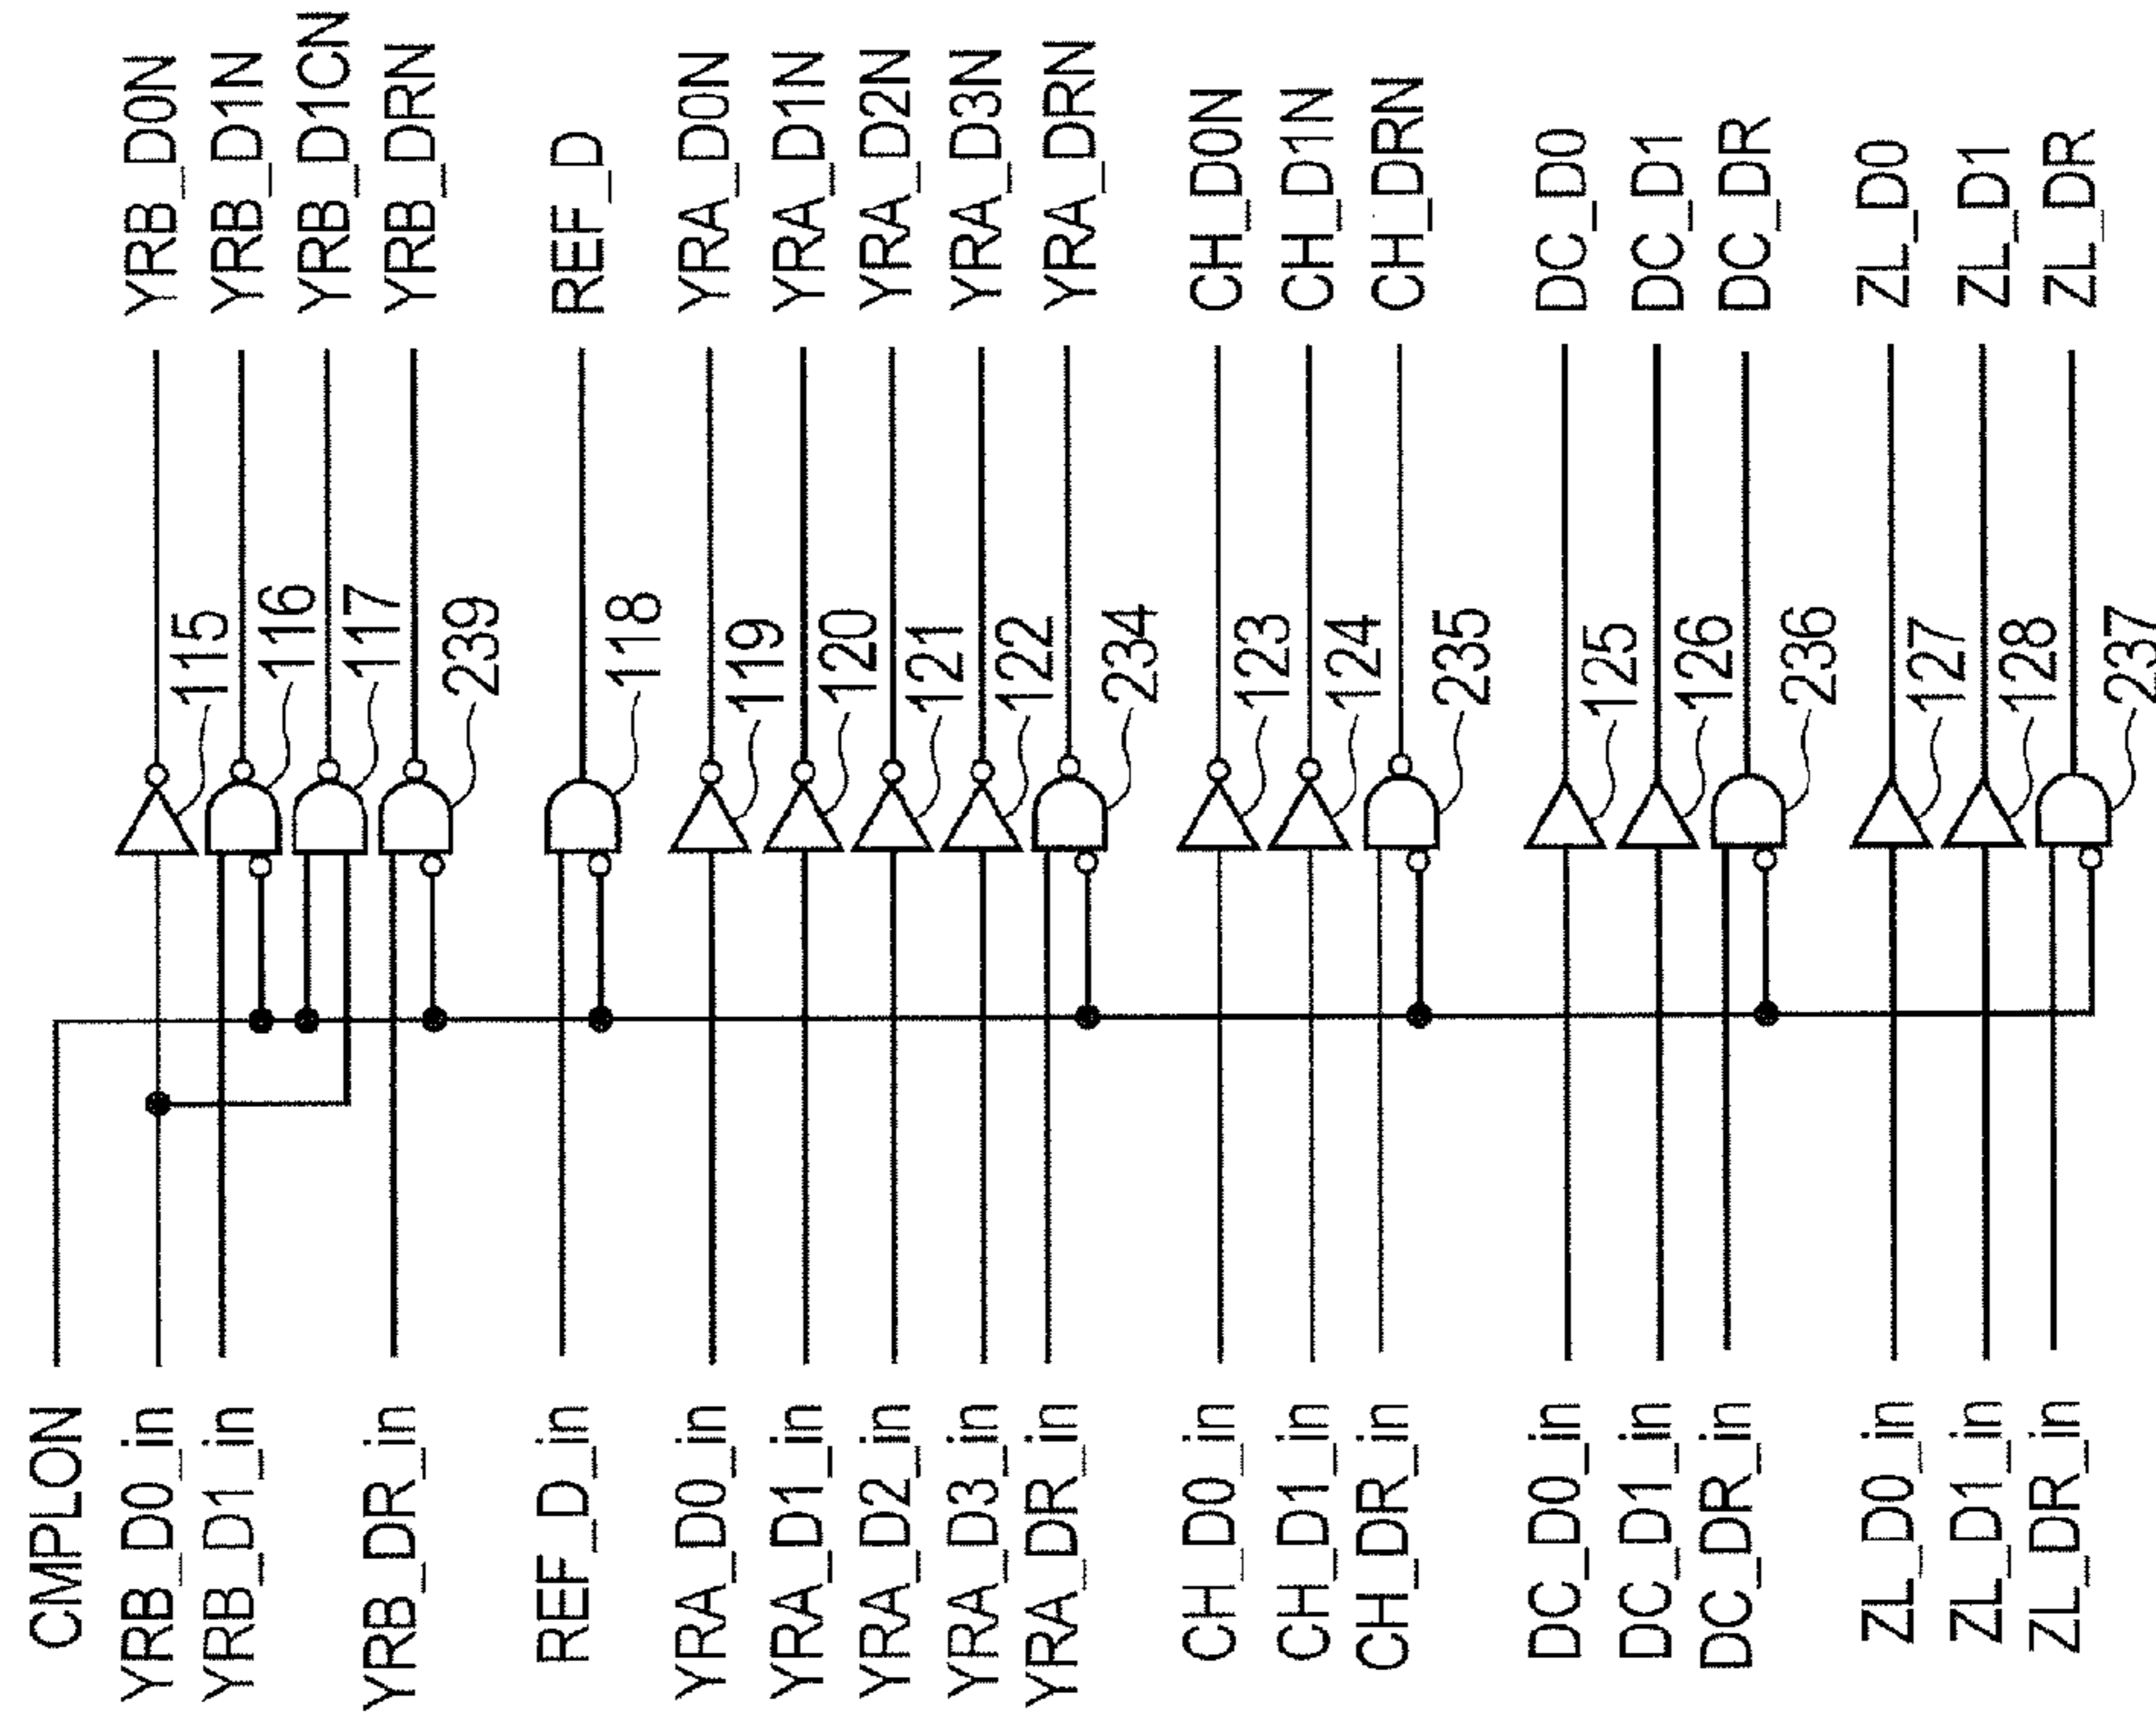 CMPLON
YRB_D0_in
YRB_D1_in
YRB_DR_in
REF_D_in
YRA_D0_in
YRA_D1_in
YRA_D2_in
YRA_D3_in
YRA_DR_in
CH_D0_in
CH_D1_in
CH_DR_in
DC_D0_in
DC_D1_in
DC_DR_in
ZL_D0_in
ZL_D1_in
ZL_DR_in
115
116
117
239
118
119
120
121
122
234
123
124
235
125
126
236
127
128
237
YRB_D0N
YRB_D1N
YRB_D1CN
YRB_DRN
REF_D
YRA_D0N
YRA_D1N
YRA_D2N
YRA_D3N
YRA_DRN
CH_D0N
CH_D1N
CH_DRN
DC_D0
DC_D1
DC_DR
ZL_D0
ZL_D1
ZL_DR